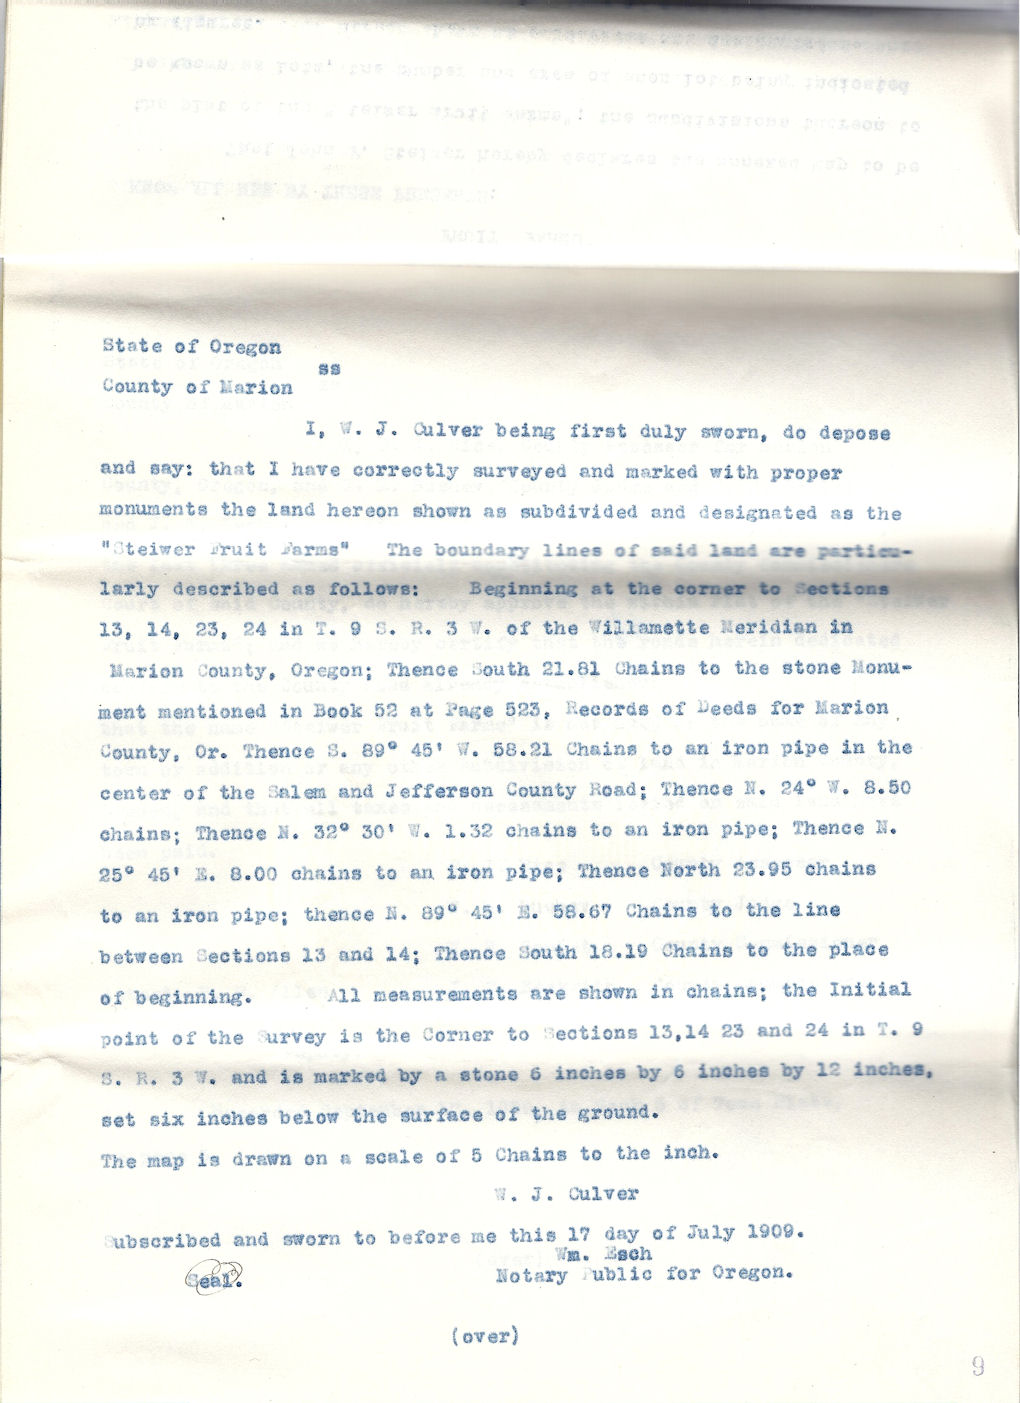 State of Oregon
ss
County of Marion
I, W. J. Culver being first duly sworn, do depose
and say: that I have correctly surveyed and marked with proper
monuments the land hereon shown as subdivided and designated as the
"Steiwer Fruit Farms" The boundary lines of said land are particu-
larly described as follows: Beginning at the corner to Sections
13, 14, 23, 24 in T. 9 S. R. 3 W. of the Willamette Meridian in
Marion County, Oregon; Thence South 21.81 Chains to the stone Monu-
ment mentioned in Book 52 at Page 523, Records of Deeds for Marion
County, Or. Thence S. 89° 45' W. 58.21 Chains to an iron pipe in the
center of the Salem and Jefferson County Road; Thence N. 24° W. 8.50
chains; Thence N. 32° 30' W. 1.32 chains to an iron pipe; Thence N.
25° 45' E. 8.00 chains to an iron pipe; Thence North 23.95 chains
to an iron pipe; thence N. 89° 45' E. 58.67 Chains to the line
between Sections 13 and 14; Thence South 18.19 Chains to the place
of beginning. All measurements are shown in chains; the Initial
point of the Survey is the Corner to Sections 13,14 23 and 24 in T. 9
S. R. 3 W. and is marked by a stone 6 inches by 6 inches by 12 inches,
set six inches below the surface of the ground.
The map is drawn on a scale of 5 Chains to the inch.
W. J. Culver
Subscribed and sworn to before me this 17 day of July 1909.
Wm. Esch
Seal.
Notary Public for Oregon.
(over)
9